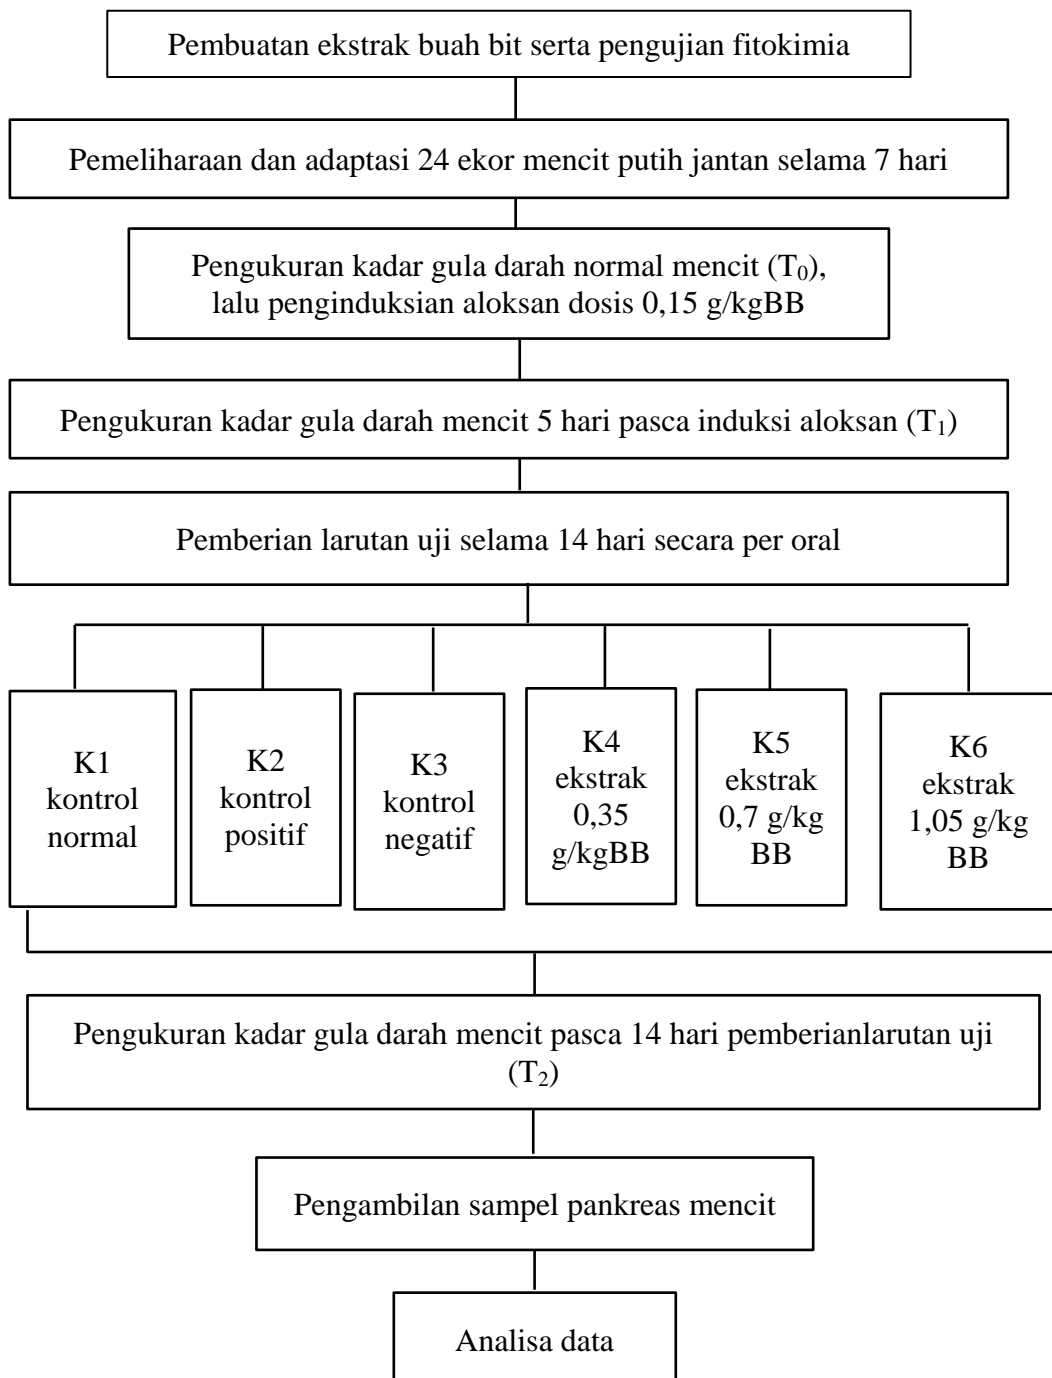 Pembuatan ekstrak buah bit serta pengujian fitokimia
Pemeliharaan dan adaptasi 24 ekor mencit putih jantan selama 7 hari
Pengukuran kadar gula darah normal mencit (T₀),
lalu penginduksian aloksan dosis 0,15 g/kgBB
Pengukuran kadar gula darah mencit 5 hari pasca induksi aloksan (T₁)
Pemberian larutan uji selama 14 hari secara per oral
K1
kontrol
normal
K2
kontrol
positif
K3
kontrol
negatif
K4
ekstrak
0,35
g/kgBB
K5
ekstrak
0,7 g/kg
BB
K6
ekstrak
1,05 g/kg
BB
Pengukuran kadar gula darah mencit pasca 14 hari pemberianlarutan uji
(T₂)
Pengambilan sampel pankreas mencit
Analisa data